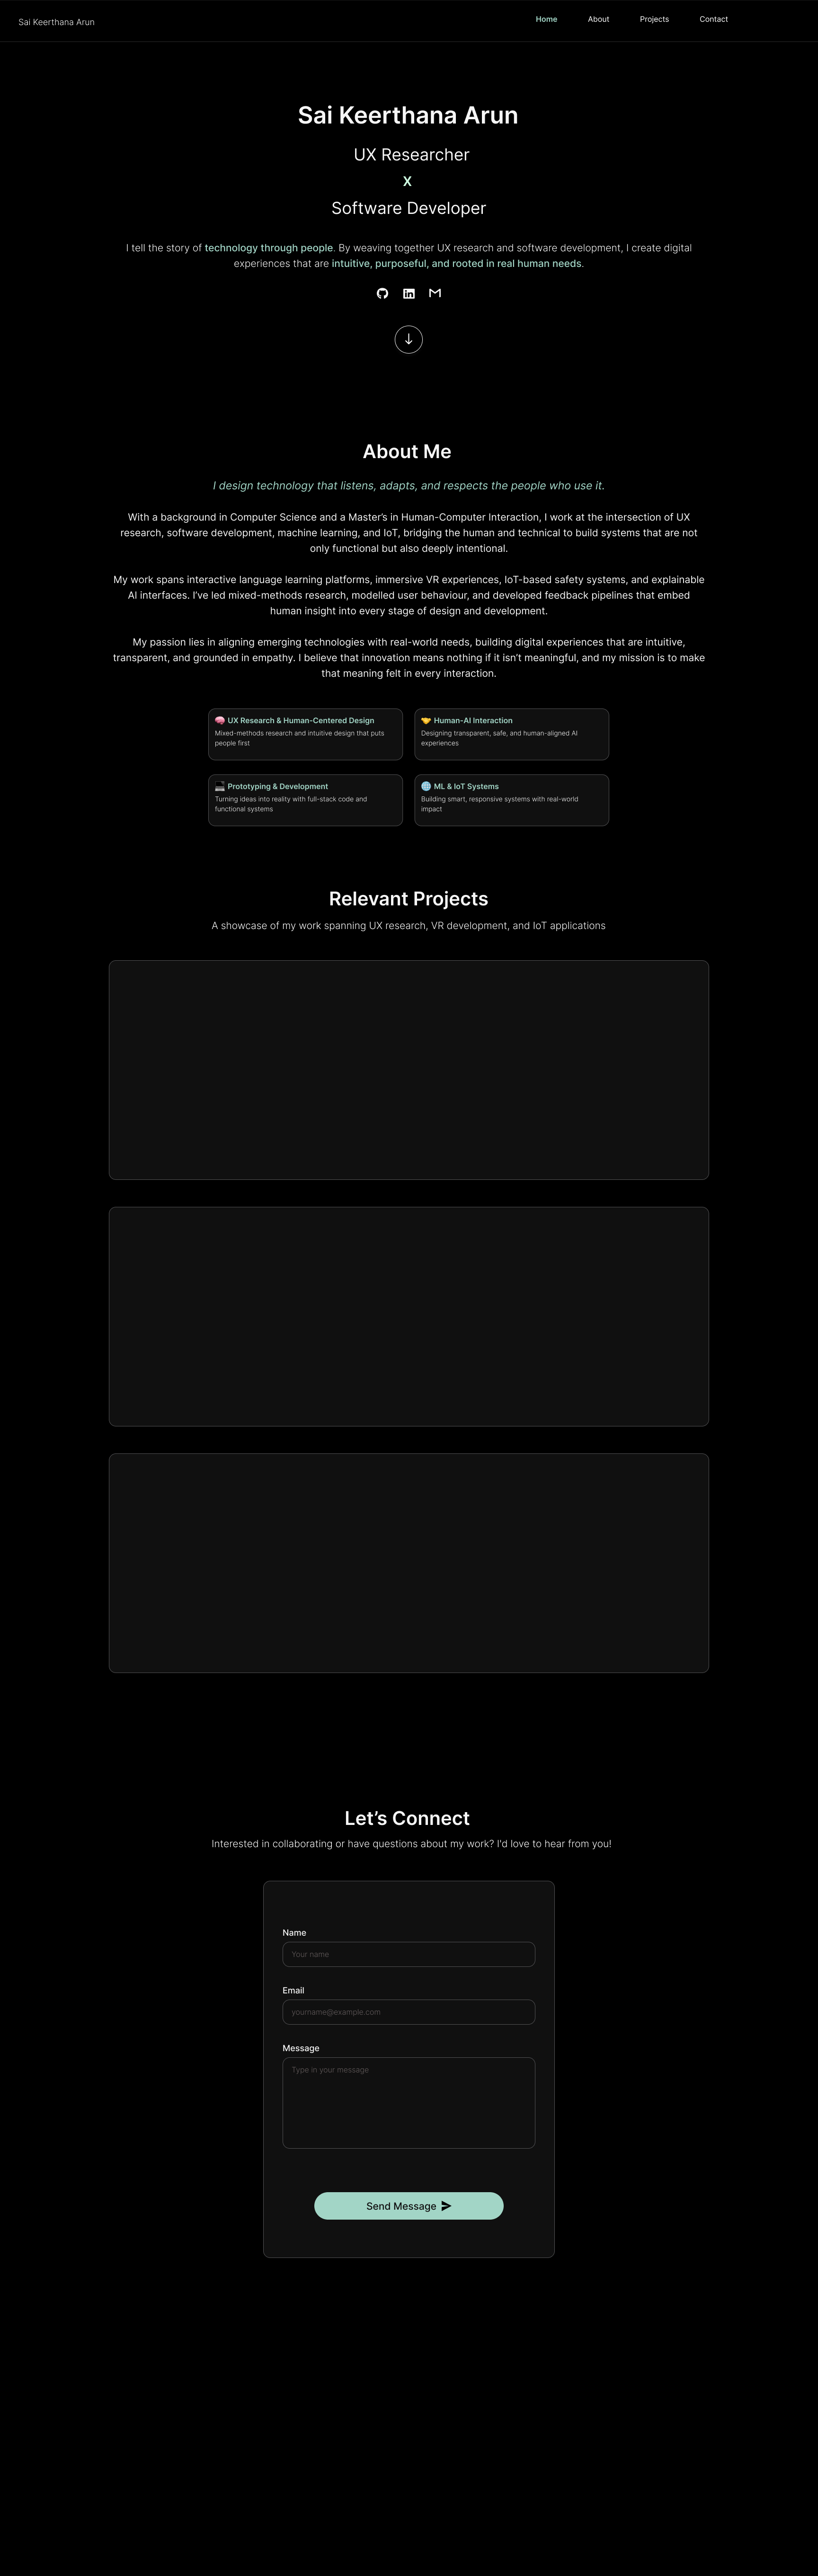 Sai Keerthana Arun
Home
About
Projects
Contact
Sai Keerthana Arun
UX Researcher
X
Software Developer
I tell the story of technology through people. By weaving together UX research and software development, I create digital
experiences that are intuitive, purposeful, and rooted in real human needs.
About Me
I design technology that listens, adapts, and respects the people who use it.
With a background in Computer Science and a Master’s in Human-Computer Interaction, I work at the intersection of UX
research, software development, machine learning, and IoT, bridging the human and technical to build systems that are not
only functional but also deeply intentional.
My work spans interactive language learning platforms, immersive VR experiences, IoT-based safety systems, and explainable
AI interfaces. I’ve led mixed-methods research, modelled user behaviour, and developed feedback pipelines that embed
human insight into every stage of design and development.
My passion lies in aligning emerging technologies with real-world needs, building digital experiences that are intuitive,
transparent, and grounded in empathy. I believe that innovation means nothing if it isn’t meaningful, and my mission is to make
that meaning felt in every interaction.
🧠 UX Research & Human-Centered Design
Mixed-methods research and intuitive design that puts
people first
🤝 Human-AI Interaction
Designing transparent, safe, and human-aligned AI
experiences
💻 Prototyping & Development
Turning ideas into reality with full-stack code and
functional systems
🌐 ML & IoT Systems
Building smart, responsive systems with real-world
impact
Relevant Projects
A showcase of my work spanning UX research, VR development, and IoT applications
Let’s Connect
Interested in collaborating or have questions about my work? I'd love to hear from you!
Name
Your name
Email
yourname@example.com
Message
Type in your message
Send Message